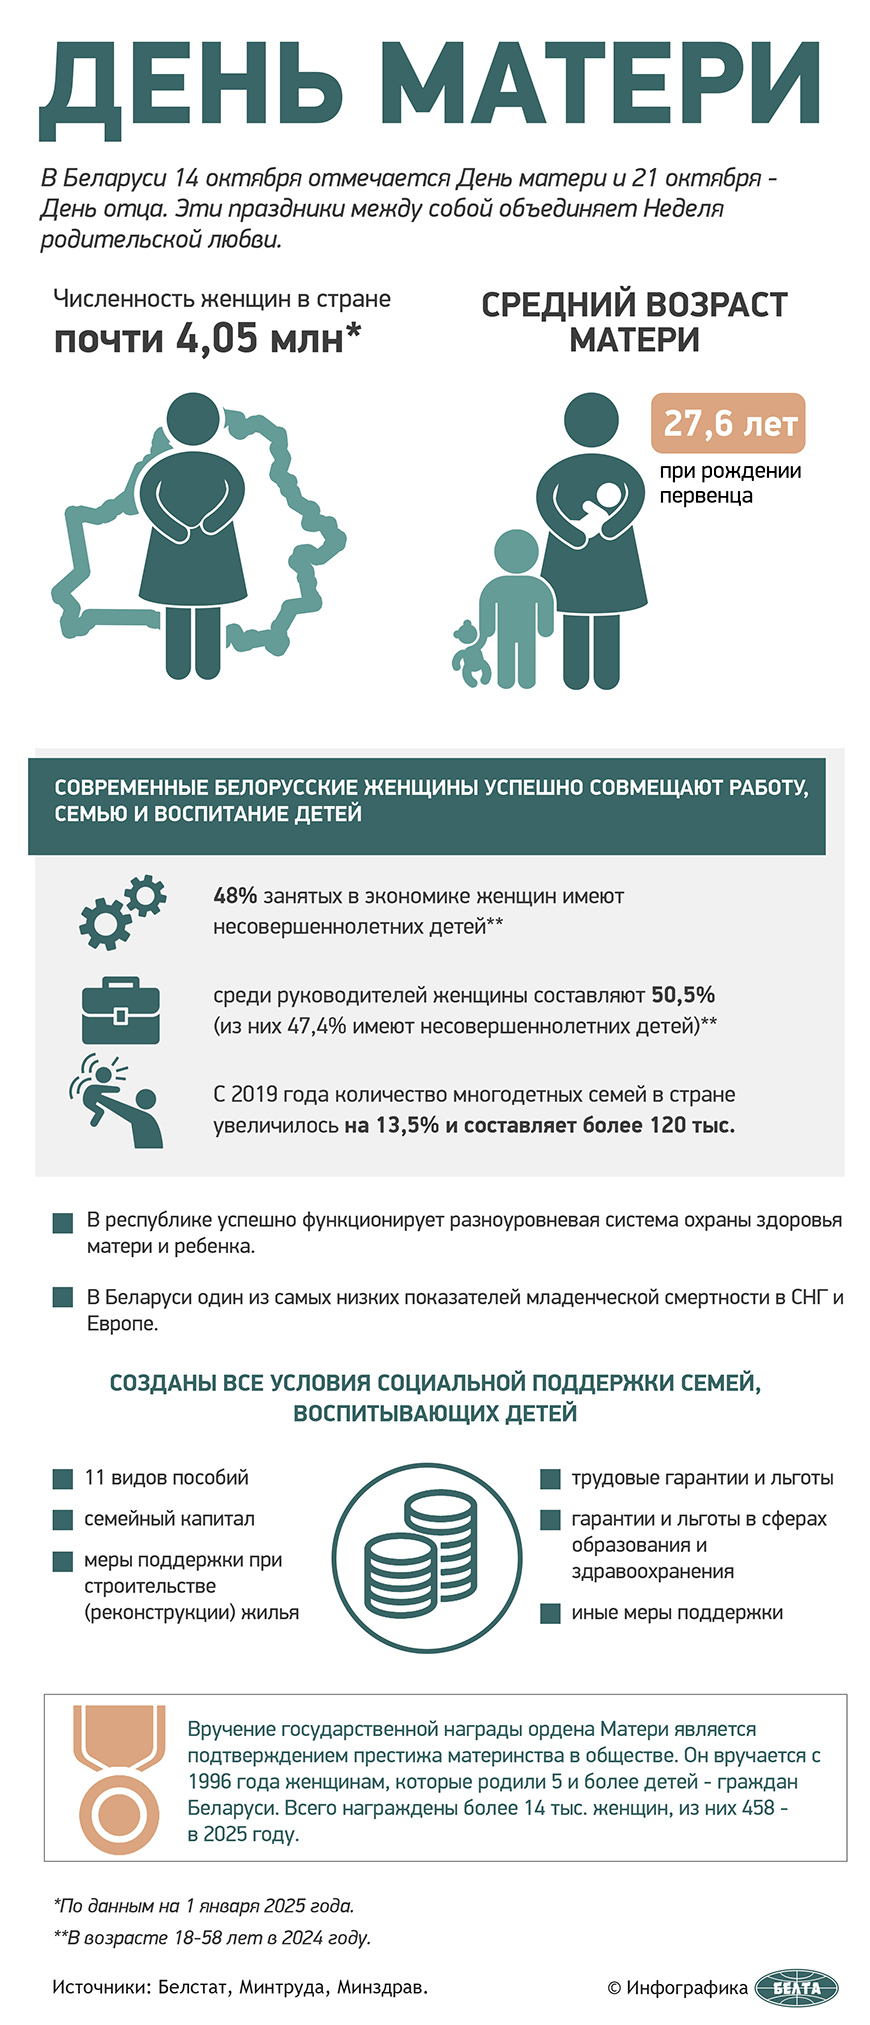 ДЕНЬ МАТЕРИ
В Беларуси 14 октября отмечается День матери и 21 октября -
День отца. Эти праздники между собой объединяет Неделя
родительской любви.
Численность женщин в стране
почти 4,05 млн*
СРЕДНИЙ ВОЗРАСТ
МАТЕРИ
27,6 лет
при рождении
первенца
СОВРЕМЕННЫЕ БЕЛОРУССКИЕ ЖЕНЩИНЫ УСПЕШНО СОВМЕЩАЮТ РАБОТУ,
СЕМЬЮ И ВОСПИТАНИЕ ДЕТЕЙ
48% занятых в экономике женщин имеют
несовершеннолетних детей**
среди руководителей женщины составляют 50,5%
(из них 47,4% имеют несовершеннолетних детей)**
С 2019 года количество многодетных семей в стране
увеличилось на 13,5% и составляет более 120 тыс.
В республике успешно функционирует разноуровневая система охраны здоровья
матери и ребенка.
В Беларуси один из самых низких показателей младенческой смертности в СНГ и
Европе.
СОЗДАНЫ ВСЕ УСЛОВИЯ СОЦИАЛЬНОЙ ПОДДЕРЖКИ СЕМЕЙ,
ВОСПИТЫВАЮЩИХ ДЕТЕЙ
11 видов пособий
семейный капитал
меры поддержки при
строительстве
(реконструкции) жилья
трудовые гарантии и льготы
гарантии и льготы в сферах
образования и
здравоохранения
иные меры поддержки
Вручение государственной награды ордена Матери является
подтверждением престижа материнства в обществе. Он вручается с
1996 года женщинам, которые родили 5 и более детей - граждан
Беларуси. Всего награждены более 14 тыс. женщин, из них 458 -
в 2025 году.
*По данным на 1 января 2025 года.
**В возрасте 18-58 лет в 2024 году.
Источники: Белстат, Минтруда, Минздрав.
© Инфографика БЕЛТА